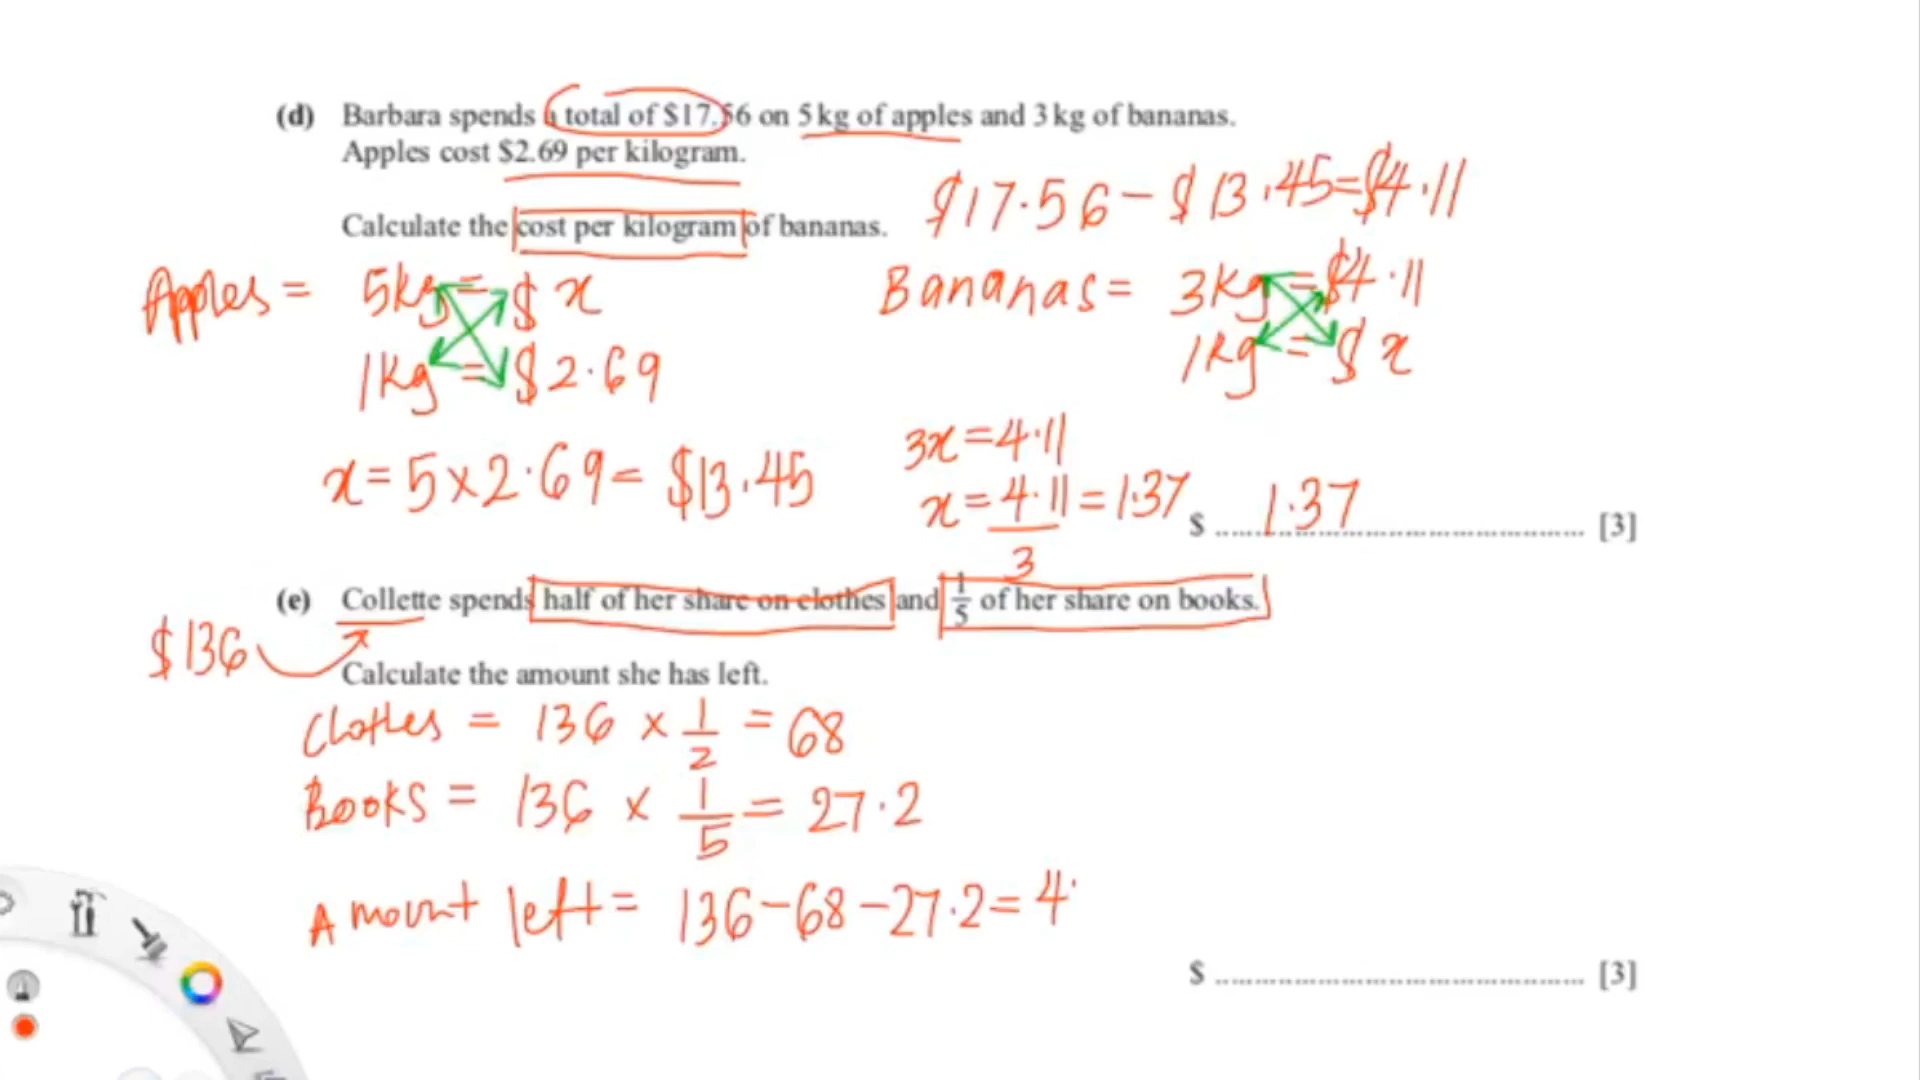 (d) Barbara spends a total of $17.56 on 5 kg of apples and 3 kg of bananas.
Apples cost $2.69 per kilogram.
$17.56 - $13.45 = $4.11
Calculate the cost per kilogram of bananas.
Apples = 5kg = $x
1kg = $2.69
x = 5 × 2.69 = $13.45
Bananas = 3kg = $4.11
1kg = $x
3x = 4.11
x = 4.11/3 = 1.37
$ 1.37 [3]
(e) Collette spends half of her share on clothes and 1/5 of her share on books.
$136
Calculate the amount she has left.
Clothes = 136 × 1/2 = 68
Books = 136 × 1/5 = 27.2
Amount left = 136 - 68 - 27.2 = 4.
$ ................................................ [3]